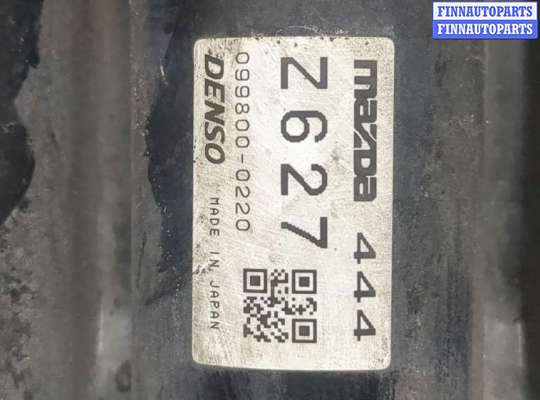 FINNAUTOPARTS
FINNAUTOPARTS
mazda 444
Z627
099800-0220
DENSO MADE IN JAPAN